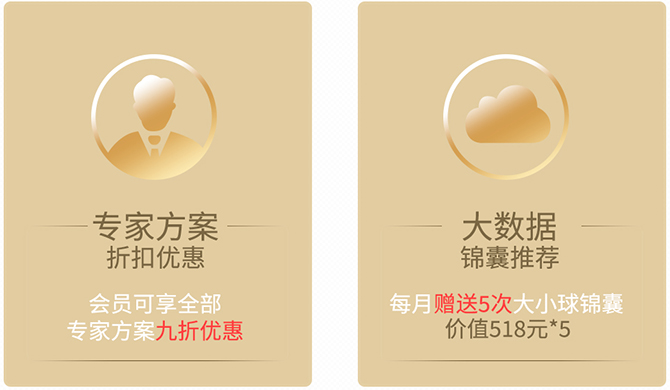 专家方案
折扣优惠
会员可享全部
专家方案九折优惠
大数据
锦囊推荐
每月赠送5次大小球锦囊
价值518元*5